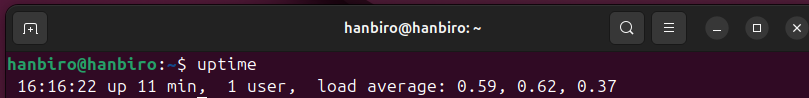 hanbiro@hanbiro: ~
hanbiro@hanbiro:~$ uptime
 16:16:22 up 11 min,  1 user,  load average: 0.59, 0.62, 0.37